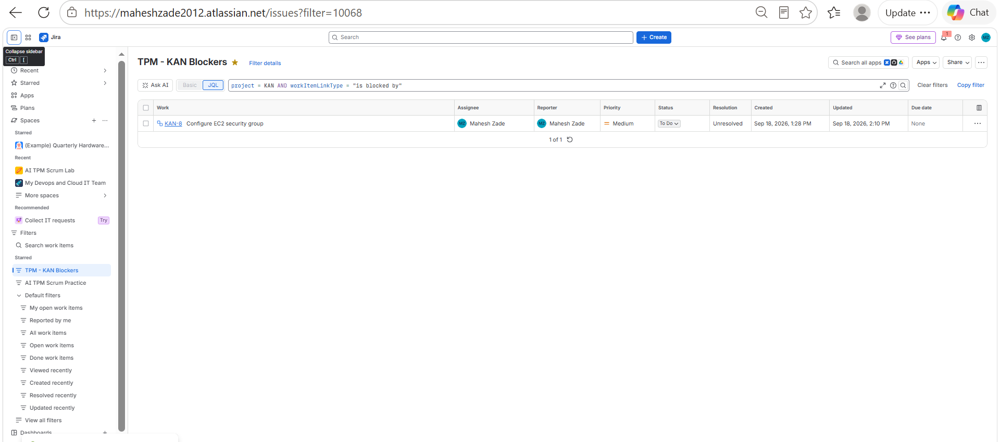 https://maheshzade2012.atlassian.net/issues?filter=10068
Update
Chat
Jira
Search
Create
See plans
1
MZ
Collapse sidebar
Ctrl [
Recent
Starred
Apps
Plans
Spaces
Starred
(Example) Quarterly Hardware...
Recent
AI TPM Scrum Lab
My Devops and Cloud IT Team
More spaces
Recommended
Collect IT requests Try
Filters
Search work items
Starred
TPM - KAN Blockers
AI TPM Scrum Practice
Default filters
My open work items
Reported by me
All work items
Open work items
Done work items
Viewed recently
Created recently
Resolved recently
Updated recently
View all filters
Dashboards
TPM - KAN Blockers Filter details
Search all apps Apps Share
Ask AI Basic JQL project = KAN AND workItemLinkType = "is blocked by" Clear filters Copy filter
Work Assignee Reporter Priority Status Resolution Created Updated Due date
KAN-8 Configure EC2 security group MZ Mahesh Zade MZ Mahesh Zade Medium To Do Unresolved Sep 18, 2026, 1:28 PM Sep 18, 2026, 2:10 PM None
1 of 1